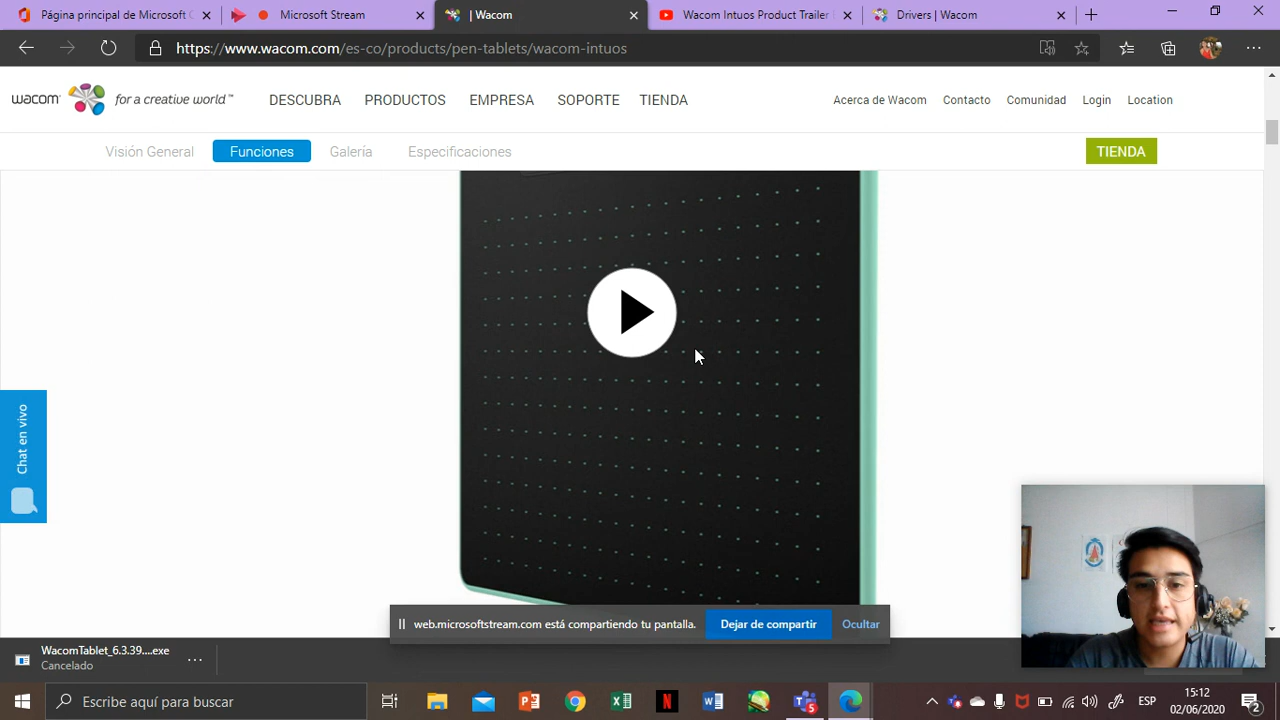 Página principal de Microsoft O
Microsoft Stream
| Wacom
Wacom Intuos Product Trailer
Drivers | Wacom
https://www.wacom.com/es-co/products/pen-tablets/wacom-intuos
wacom
for a creative world™
DESCUBRA
PRODUCTOS
EMPRESA
SOPORTE
TIENDA
Acerca de Wacom
Contacto
Comunidad
Login
Location
Visión General
Funciones
Galería
Especificaciones
TIENDA
Chat en vivo
web.microsoftstream.com está compartiendo tu pantalla.
Dejar de compartir
Ocultar
WacomTablet_6.3.39....exe
Cancelado
Escribe aquí para buscar
ESP
15:12
02/06/2020